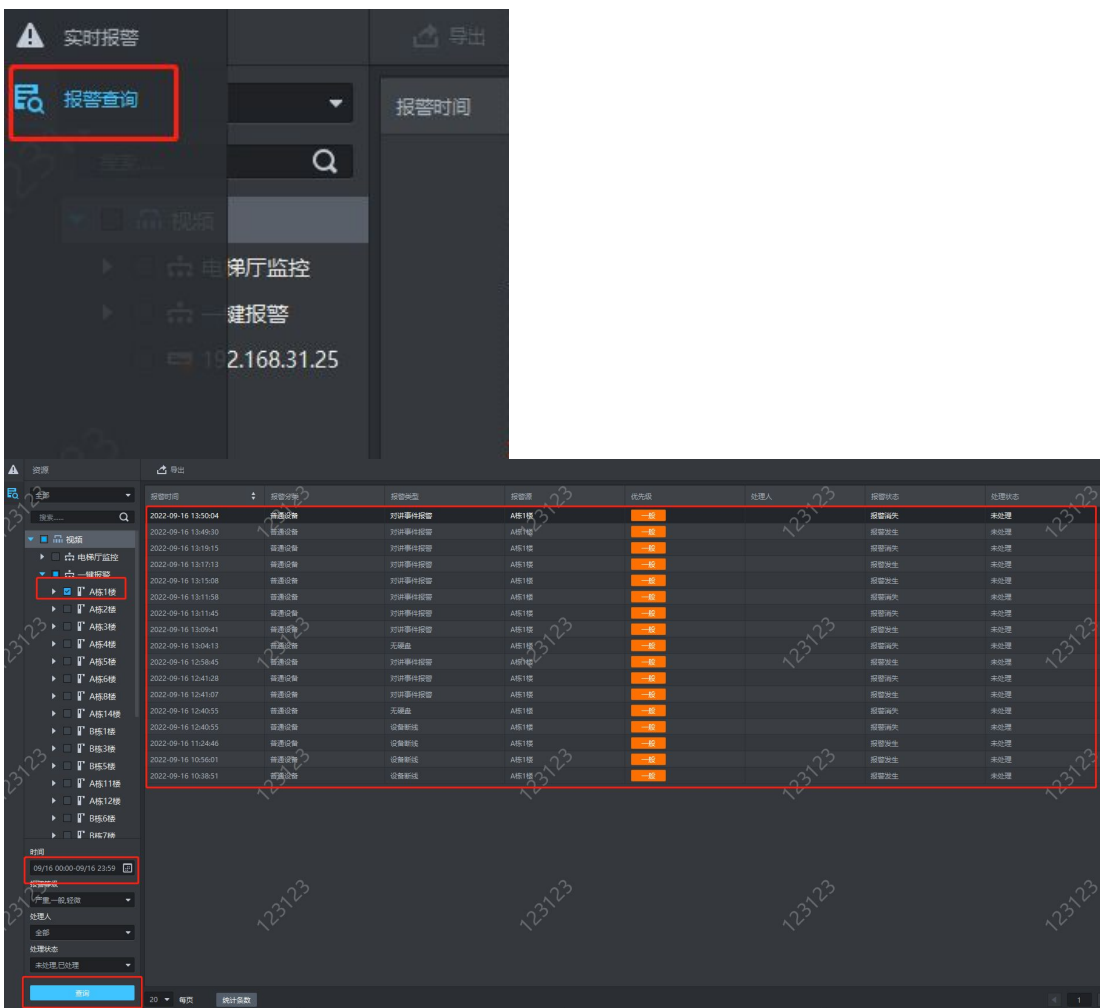 实时报警
导出
报警查询
报警时间
搜索......
视频
电梯厅监控
一键报警
192.168.31.25
资源
导出
全部
报警时间 报警分类 报警类型 报警源 优先级 处理人 报警状态 处理状态
搜索......
2022-09-16 13:50:04 普通设备 对讲事件报警 A栋1楼 一般 报警消失 未处理
视频
2022-09-16 13:49:30 普通设备 对讲事件报警 A栋1楼 一般 报警发生 未处理
电梯厅监控
2022-09-16 13:19:15 普通设备 对讲事件报警 A栋1楼 一般 报警消失 未处理
2022-09-16 13:17:13 普通设备 对讲事件报警 A栋1楼 一般 报警发生 未处理
一键报警
2022-09-16 13:15:08 普通设备 对讲事件报警 A栋1楼 一般 报警发生 未处理
A栋1楼
2022-09-16 13:11:58 普通设备 对讲事件报警 A栋1楼 一般 报警消失 未处理
A栋2楼
2022-09-16 13:11:45 普通设备 对讲事件报警 A栋1楼 一般 报警消失 未处理
A栋3楼
2022-09-16 13:09:41 普通设备 对讲事件报警 A栋1楼 一般 报警发生 未处理
A栋4楼
2022-09-16 13:04:13 普通设备 无硬盘 A栋1楼 一般 报警消失 未处理
A栋5楼
2022-09-16 12:58:45 普通设备 对讲事件报警 A栋1楼 一般 报警发生 未处理
A栋6楼
2022-09-16 12:41:28 普通设备 对讲事件报警 A栋1楼 一般 报警消失 未处理
A栋8楼
2022-09-16 12:41:07 普通设备 对讲事件报警 A栋1楼 一般 报警发生 未处理
A栋14楼
2022-09-16 12:40:55 普通设备 无硬盘 A栋1楼 一般 报警消失 未处理
B栋1楼
2022-09-16 12:40:55 普通设备 设备断线 A栋1楼 一般 报警消失 未处理
B栋3楼
2022-09-16 11:24:46 普通设备 设备断线 A栋1楼 一般 报警发生 未处理
B栋5楼
2022-09-16 10:56:01 普通设备 设备断线 A栋1楼 一般 报警发生 未处理
A栋11楼
2022-09-16 10:38:51 普通设备 设备断线 A栋1楼 一般 报警发生 未处理
A栋12楼
B栋6楼
B栋7楼
时间
09/16 00:00-09/16 23:59
报警等级
严重,一般,轻微
处理人
全部
处理状态
未处理,已处理
查询
20 每页 统计条数 1
123123